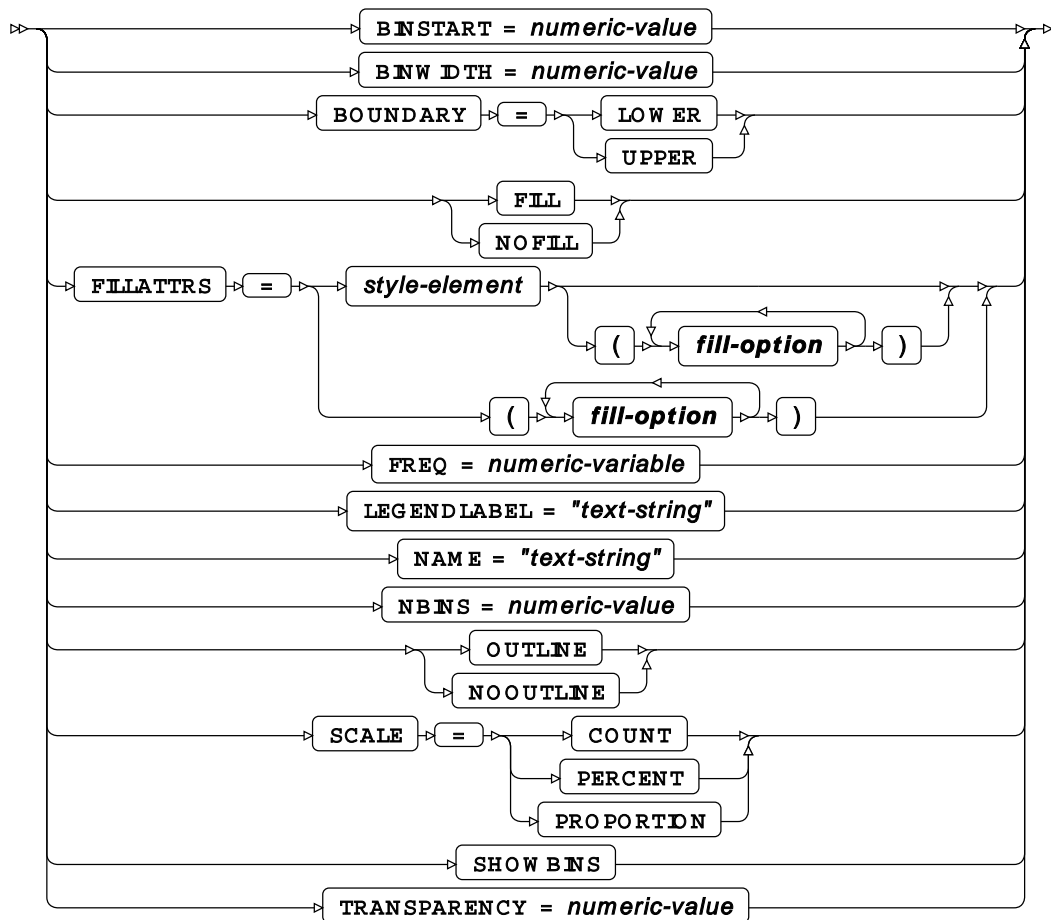 BINSTART = numeric-value
BINWIDTH = numeric-value
BOUNDARY = LOWER
UPPER
FILL
NOFILL
FILLATTRS = style-element
( fill-option )
( fill-option )
FREQ = numeric-variable
LEGENDLABEL = "text-string"
NAME = "text-string"
NBINS = numeric-value
OUTLINE
NOOUTLINE
SCALE = COUNT
PERCENT
PROPORTION
SHOWBINS
TRANSPARENCY = numeric-value